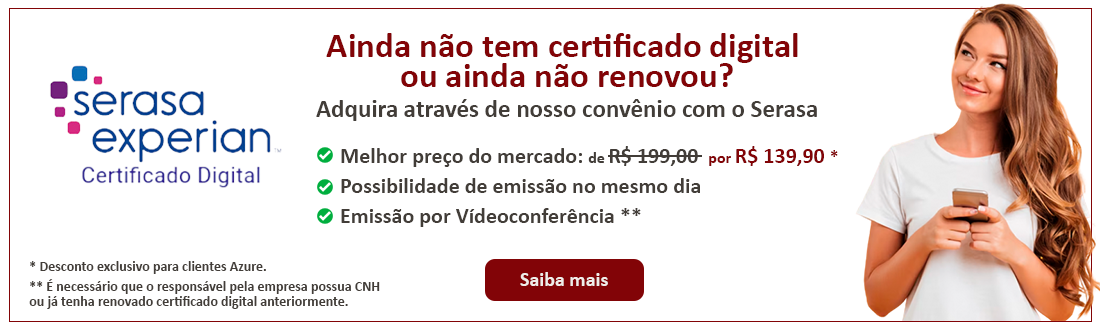 serasa
experian™
Certificado Digital
Ainda não tem certificado digital
ou ainda não renovou?
Adquira através de nosso convênio com o Serasa
Melhor preço do mercado: de R$ 199,00 por R$ 139,90 *
Possibilidade de emissão no mesmo dia
Emissão por Vídeoconferência **
* Desconto exclusivo para clientes Azure.
** É necessário que o responsável pela empresa possua CNH
ou já tenha renovado certificado digital anteriormente.
Saiba mais